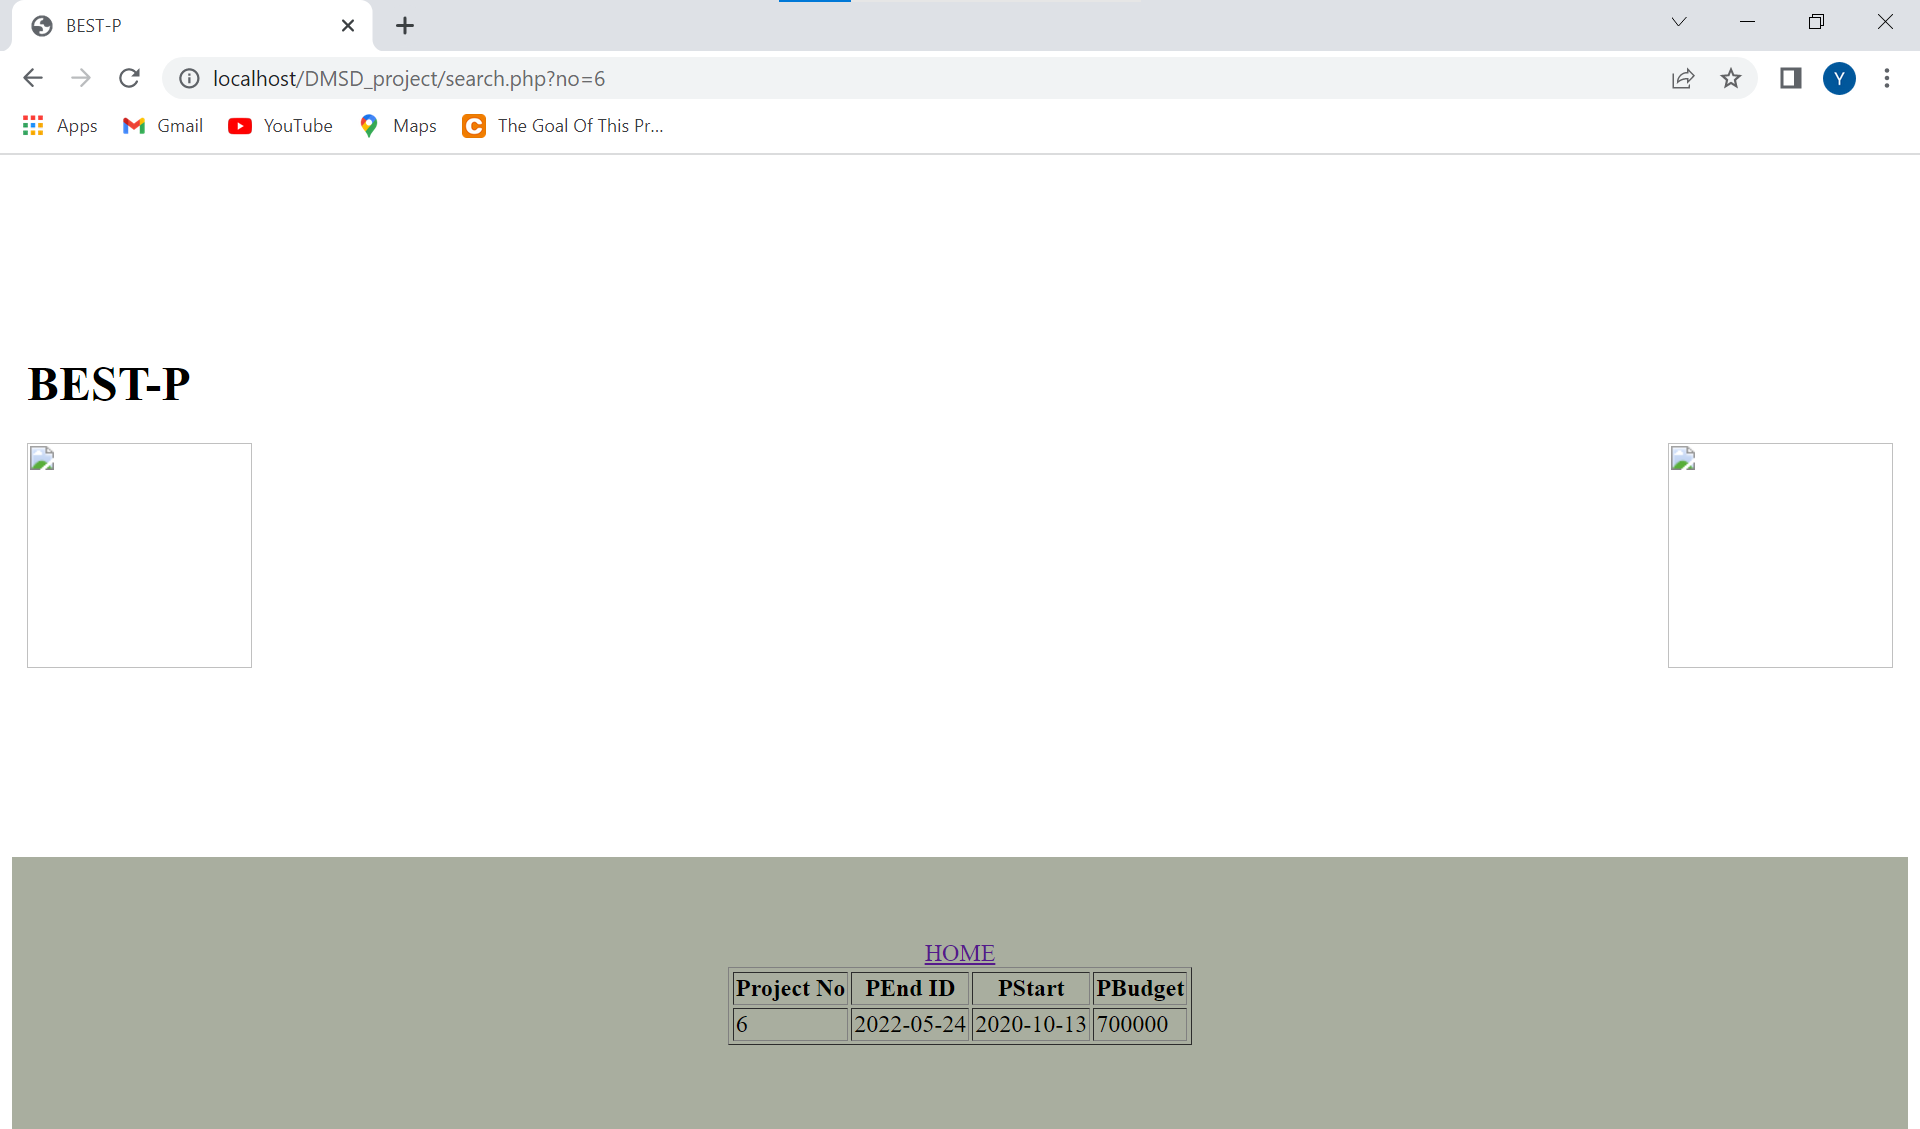 BEST-P
localhost/DMSD_project/search.php?no=6
Y
Apps Gmail YouTube Maps The Goal Of This Pr...
BEST-P
HOME
Project No PEnd ID PStart PBudget
6 2022-05-24 2020-10-13 700000